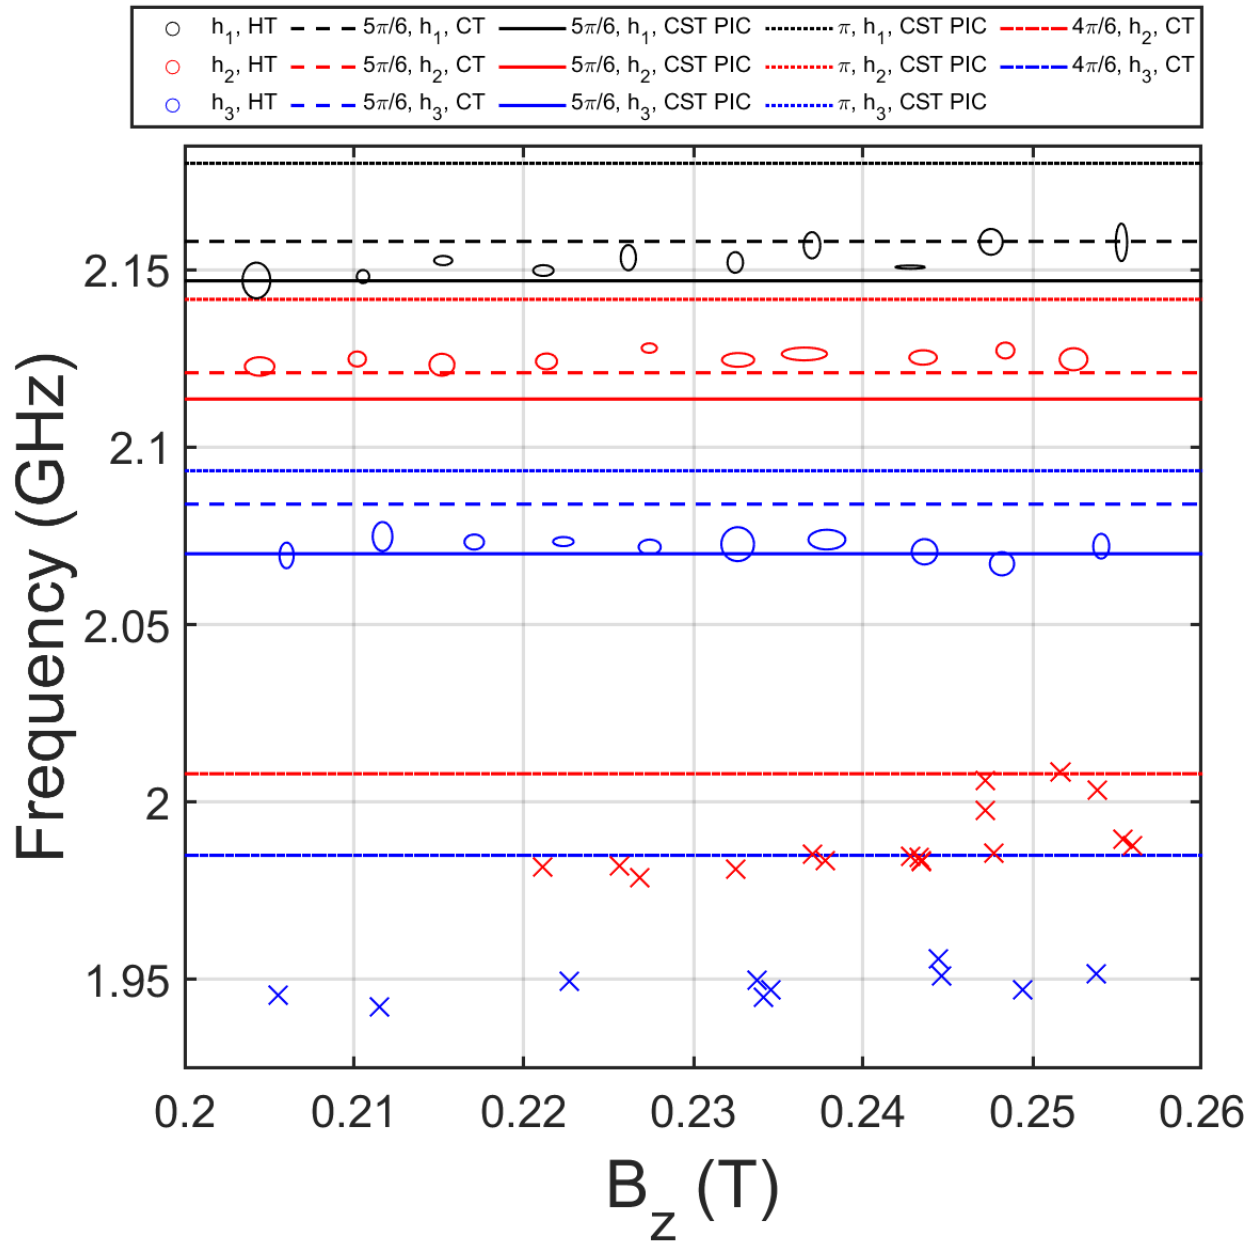 h₁, HT 5π/6, h₁, CT 5π/6, h₁, CST PIC π, h₁, CST PIC 4π/6, h₂, CT
h₂, HT 5π/6, h₂, CT 5π/6, h₂, CST PIC π, h₂, CST PIC 4π/6, h₃, CT
h₃, HT 5π/6, h₃, CT 5π/6, h₃, CST PIC π, h₃, CST PIC
Frequency (GHz)
2.15
2.1
2.05
2
1.95
0.2 0.21 0.22 0.23 0.24 0.25 0.26
B_z (T)